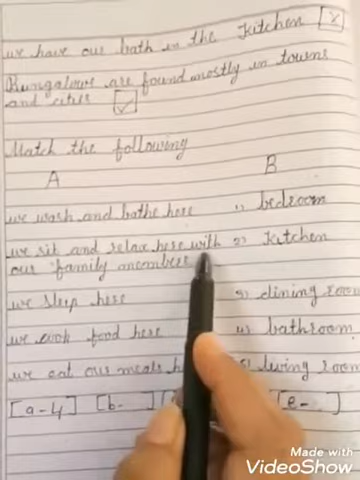 we have our bath in the Kitchen [x]
Bungalows are found mostly in towns
and cities [✓]
Match the following
A B
we wash and bathe here 1) bedroom
we sit and relax here with 2) Kitchen
our family members
we sleep here 3) dining room
we cook food here 4) bathroom
we eat our meals h 5) living room
[a-4] [b- ] [ [e- ]
Made with
VideoShow